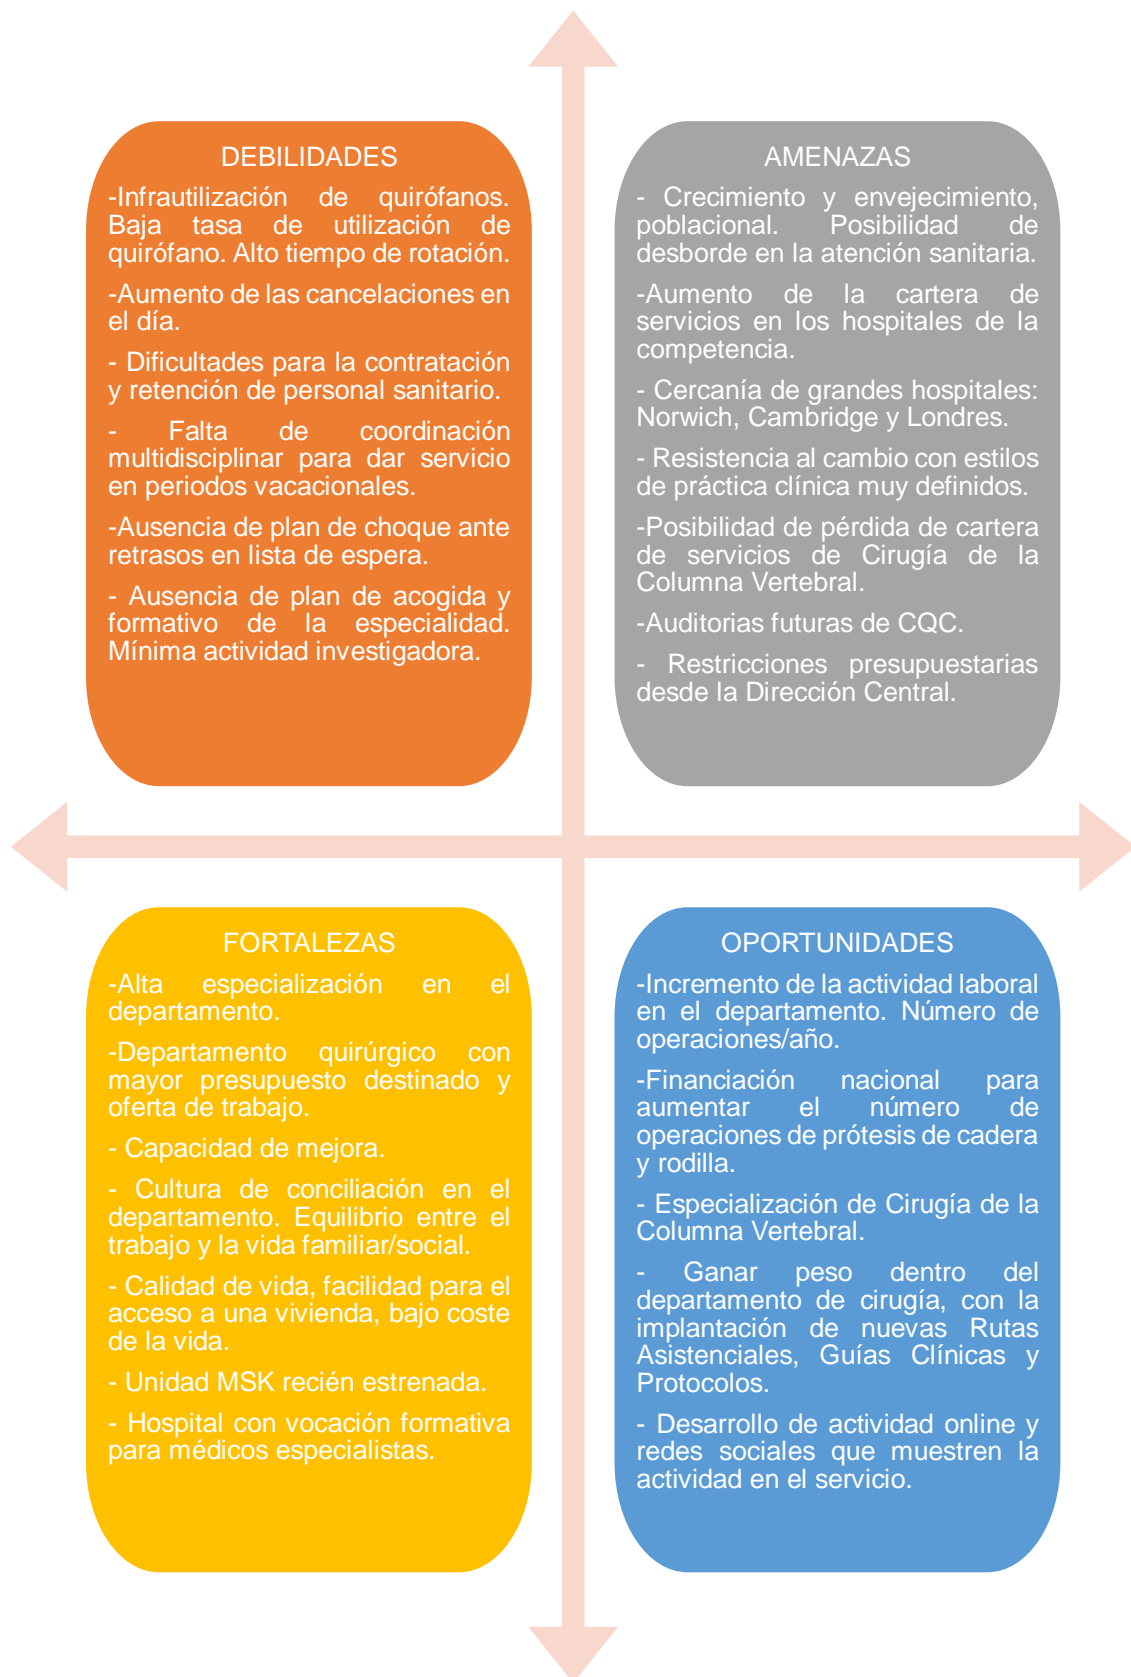 DEBILIDADES
-Infrautilización de quirófanos.
Baja tasa de utilización de
quirófano. Alto tiempo de rotación.
-Aumento de las cancelaciones en
el día.
- Dificultades para la contratación
y retención de personal sanitario.
- Falta de coordinación
multidisciplinar para dar servicio
en periodos vacacionales.
-Ausencia de plan de choque ante
retrasos en lista de espera.
- Ausencia de plan de acogida y
formativo de la especialidad.
Mínima actividad investigadora.
AMENAZAS
- Crecimiento y envejecimiento,
poblacional. Posibilidad de
desborde en la atención sanitaria.
-Aumento de la cartera de
servicios en los hospitales de la
competencia.
- Cercanía de grandes hospitales:
Norwich, Cambridge y Londres.
- Resistencia al cambio con estilos
de práctica clínica muy definidos.
-Posibilidad de pérdida de cartera
de servicios de Cirugía de la
Columna Vertebral.
-Auditorias futuras de CQC.
- Restricciones presupuestarias
desde la Dirección Central.
FORTALEZAS
-Alta especialización en el
departamento.
-Departamento quirúrgico con
mayor presupuesto destinado y
oferta de trabajo.
- Capacidad de mejora.
- Cultura de conciliación en el
departamento. Equilibrio entre el
trabajo y la vida familiar/social.
- Calidad de vida, facilidad para el
acceso a una vivienda, bajo coste
de la vida.
- Unidad MSK recién estrenada.
- Hospital con vocación formativa
para médicos especialistas.
OPORTUNIDADES
-Incremento de la actividad laboral
en el departamento. Número de
operaciones/año.
-Financiación nacional para
aumentar el número de
operaciones de prótesis de cadera
y rodilla.
- Especialización de Cirugía de la
Columna Vertebral.
- Ganar peso dentro del
departamento de cirugía, con la
implantación de nuevas Rutas
Asistenciales, Guías Clínicas y
Protocolos.
- Desarrollo de actividad online y
redes sociales que muestren la
actividad en el servicio.